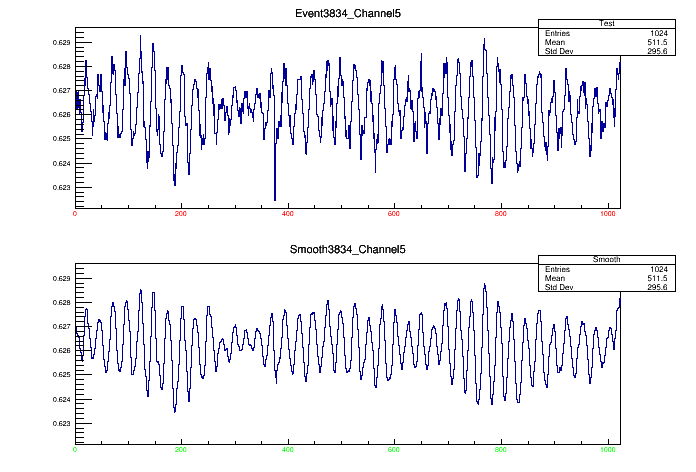 Event3834_Channel5
Test
Entries 1024
Mean 511.5
Std Dev 295.6
0.629
0.628
0.627
0.626
0.625
0.624
0.623
0 200 400 600 800 1000
Smooth3834_Channel5
Smooth
Entries 1024
Mean 511.5
Std Dev 295.6
0.629
0.628
0.627
0.626
0.625
0.624
0.623
0 200 400 600 800 1000